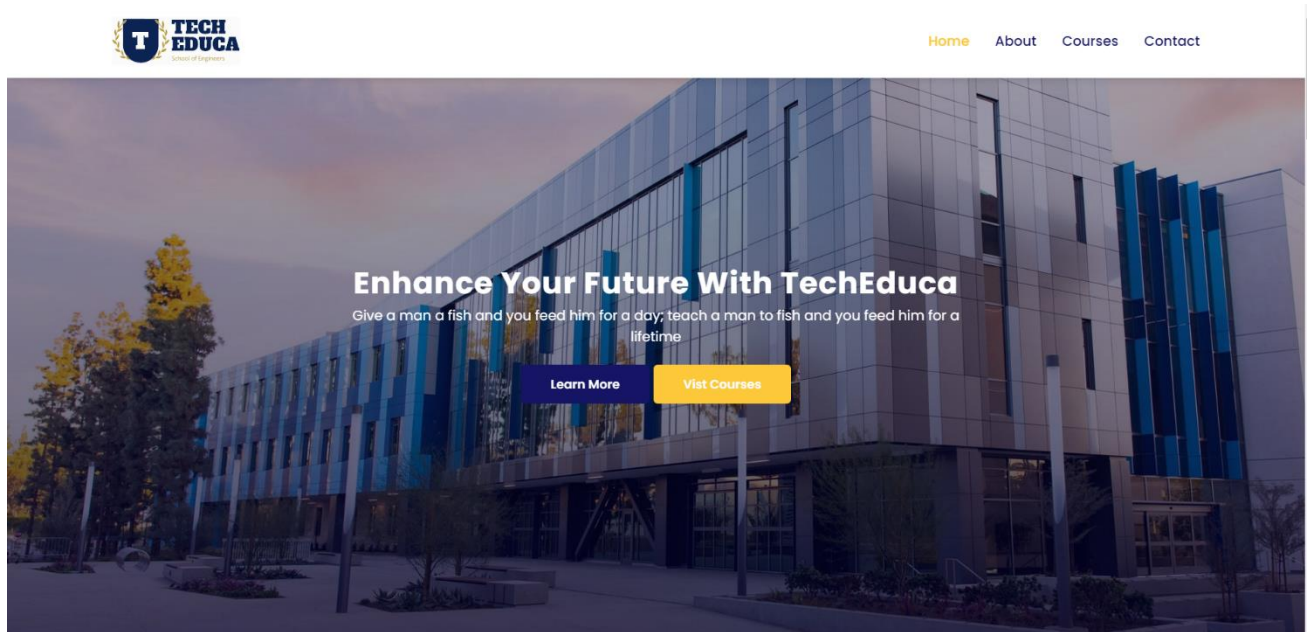 T
TECH
EDUCA
School of Engineers
Home About Courses Contact
Enhance Your Future With TechEduca
Give a man a fish and you feed him for a day; teach a man to fish and you feed him for a
lifetime
Learn More Vist Courses